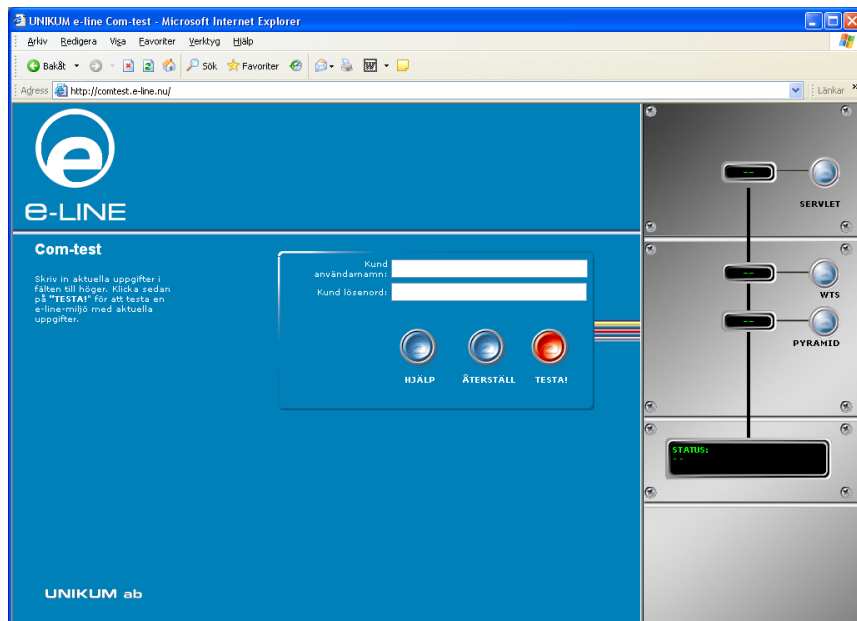 UNIKUM e-line Com-test - Microsoft Internet Explorer
Arkiv Redigera Visa Favoriter Verktyg Hjälp
Bakåt Sök Favoriter
Adress http://comtest.e-line.nu/ Länkar »
e
e-LINE
Com-test
Skriv in aktuella uppgifter i
fälten till höger. Klicka sedan
på "TESTA!" för att testa en
e-line-miljö med aktuella
uppgifter.
Kund
användarnamn:
Kund lösenord:
HJÄLP ÅTERSTÄLL TESTA!
UNIKUM ab
--
SERVLET
--
WTS
--
PYRAMID
STATUS:
--